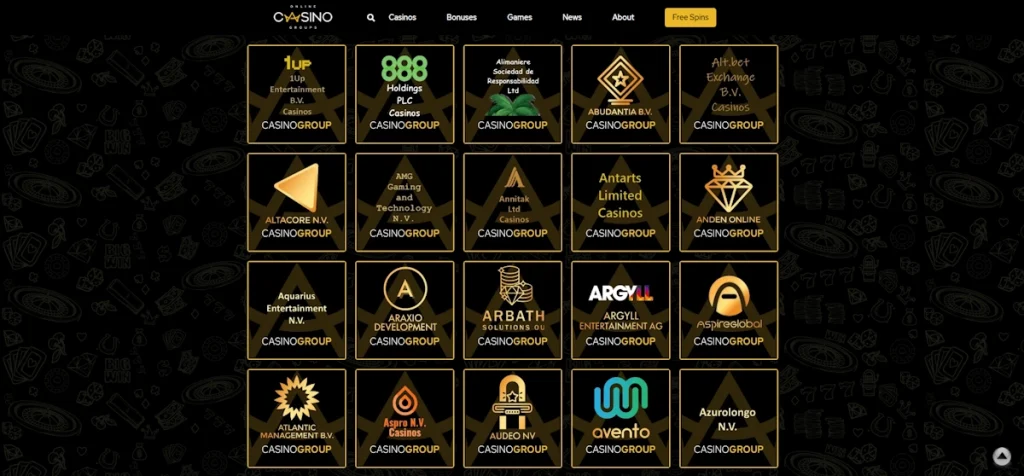 ONLINE
CASINO
GROUPS
Casinos
Bonuses
Games
News
About
Free Spins
1UP
1Up
Entertainment
B.V.
Casinos
CASINOGROUP
888
Holdings
PLC
Casinos
CASINOGROUP
Alimaniere
Sociedad de
Responsabilidad
Ltd
CASINOGROUP
ABUDANTIA B.V.
CASINOGROUP
Alt.bet
Exchange
B.V.
Casinos
CASINOGROUP
ALTACORE N.V.
CASINOGROUP
AMG
Gaming
and
Technology
N.V.
CASINOGROUP
Annitak
Ltd
Casinos
CASINOGROUP
Antarts
Limited
Casinos
CASINOGROUP
ANDEN ONLINE
CASINOGROUP
Aquarius
Entertainment
N.V.
CASINOGROUP
A
ARAXIO
DEVELOPMENT
CASINOGROUP
ARBATH
SOLUTIONS OU
CASINOGROUP
ARGYLL
ARGYLL
ENTERTAINMENT AG
CASINOGROUP
AspireGlobal
CASINOGROUP
ATLANTIC
MANAGEMENT B.V.
CASINOGROUP
Aspro N.V.
Casinos
CASINOGROUP
AUDEO NV
CASINOGROUP
avento
CASINOGROUP
Azurolongo
N.V.
CASINOGROUP